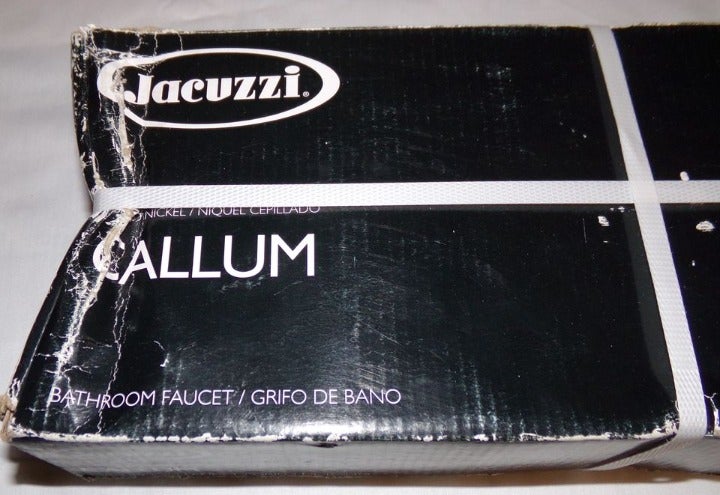 Jacuzzi®
NICKEL / NIQUEL CEPILLADO
CALLUM
BATHROOM FAUCET / GRIFO DE BANO